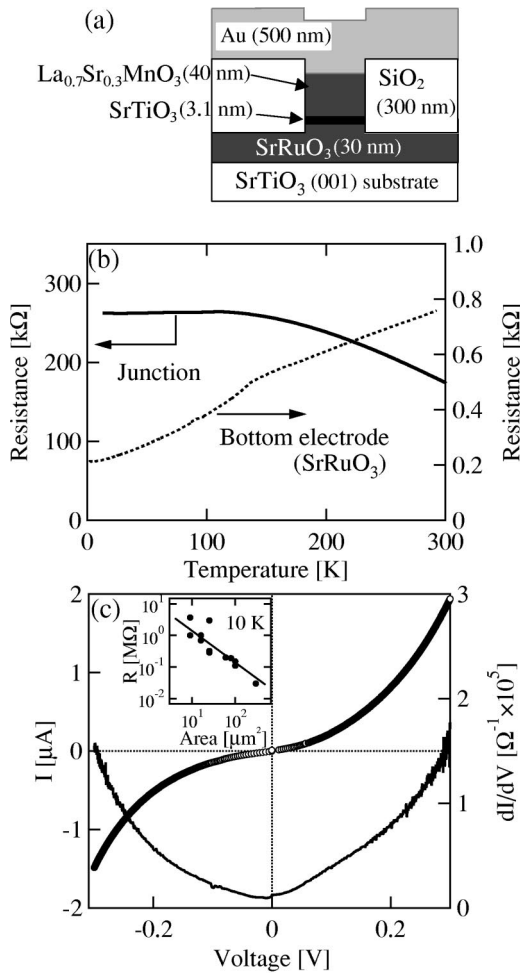 (a)
Au (500 nm)
La0.7Sr0.3MnO3(40 nm)
SiO2
(300 nm)
SrTiO3(3.1 nm)
SrRuO3(30 nm)
SrTiO3 (001) substrate
(b)
Resistance [kΩ]
300
200
100
0
Junction
Bottom electrode
(SrRuO3)
1.0
0.8
0.6
0.4
0.2
0
Resistance [kΩ]
0 100 200 300
Temperature [K]
(c)
I [μA]
2
1
0
-1
-2
R [MΩ]
10^1
10^0
10^-1
10^-2
10 K
10^1 10^2
Area [μm2]
3
2
1
0
dI/dV [Ω^-1×10^5]
-0.2 0 0.2
Voltage [V]